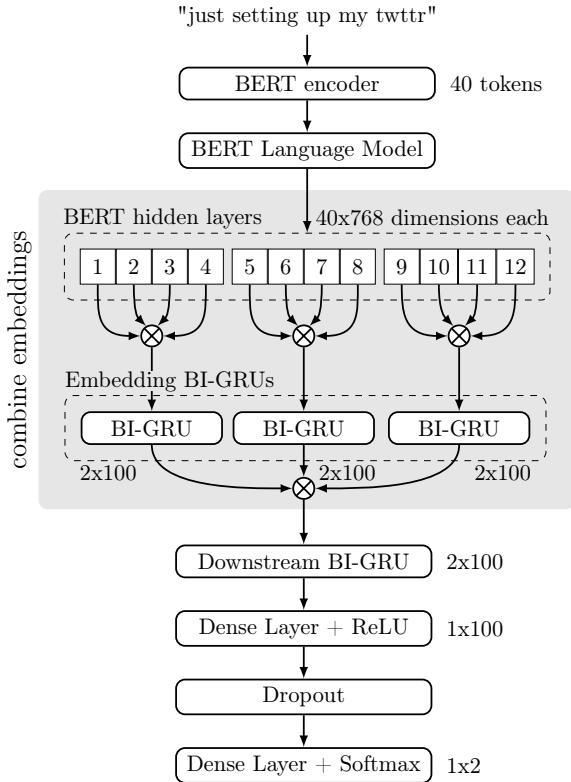 "just setting up my twttr"
BERT encoder 40 tokens
BERT Language Model
BERT hidden layers 40x768 dimensions each
1 2 3 4 5 6 7 8 9 10 11 12
combine embeddings
Embedding BI-GRUs
BI-GRU BI-GRU BI-GRU
2x100 2x100 2x100
Downstream BI-GRU 2x100
Dense Layer + ReLU 1x100
Dropout
Dense Layer + Softmax 1x2